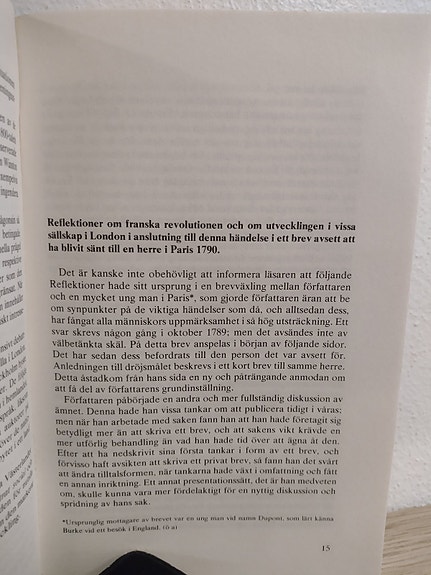 Reflektioner om franska revolutionen och om utvecklingen i vissa
sällskap i London i anslutning till denna händelse i ett brev avsett att
ha blivit sänt till en herre i Paris 1790.
Det är kanske inte obehövligt att informera läsaren att följande
Reflektioner hade sitt ursprung i en brevväxling mellan författaren
och en mycket ung man i Paris*, som gjorde författaren äran att be
om synpunkter på de viktiga händelser som då, och alltsedan dess,
har fångat alla människors uppmärksamhet i så hög utsträckning. Ett
svar skrevs någon gång i oktober 1789; men det avsändes inte av
välbetänkta skäl. På detta brev anspelas i början av följande sidor.
Det har sedan dess befordrats till den person det var avsett för.
Anledningen till dröjsmålet beskrivs i ett kort brev till samme herre.
Detta åstadkom från hans sida en ny och påträngande anmodan om
att få del av författarens grundinställning.
Författaren påbörjade en andra och mer fullständig diskussion av
ämnet. Denna hade han vissa tankar om att publicera tidigt i våras;
men när han arbetade med saken fann han att hade företagit sig
betydligt mer än att skriva ett brev, och att sakens vikt krävde en
mer utförlig behandling än vad han hade tid över att ägna åt den.
Efter att ha nedskrivit sina första tankar i form av ett brev, och
förvisso haft avsikten att skriva ett privat brev, så fann han det svårt
att ändra tilltalsformen, när tankarna hade växt i omfattning och fått
en annan inriktning. Ett annat presentationssätt, det är han medveten
om, skulle kunna vara mer fördelaktigt för en nyttig diskussion och
spridning av hans sak.
*Ursprunglig mottagare av brevet var en ung man vid namn Dupont, som lärt känna
Burke vid ett besök i England. (ö a)
15